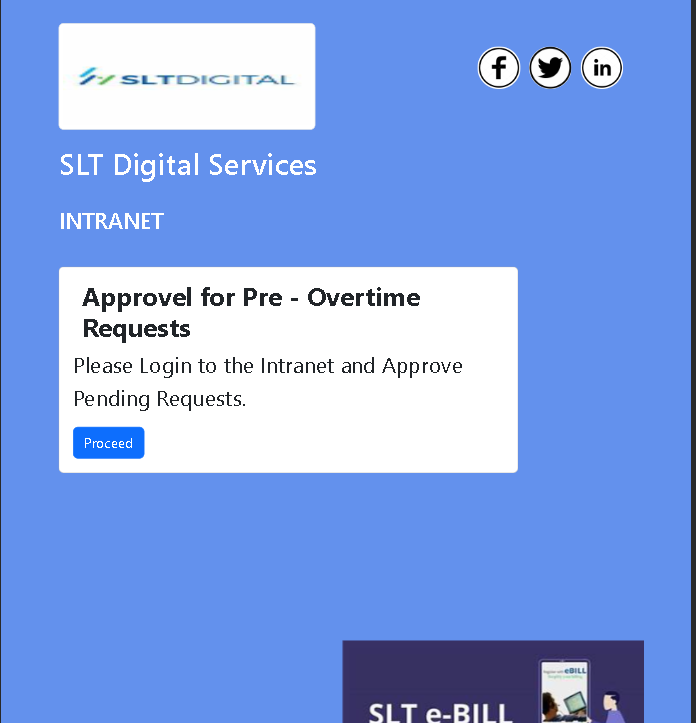 SLTDIGITAL
SLT Digital Services
INTRANET
Approvel for Pre - Overtime
Requests
Please Login to the Intranet and Approve
Pending Requests.
Proceed
eBILL
SLT e-BILL